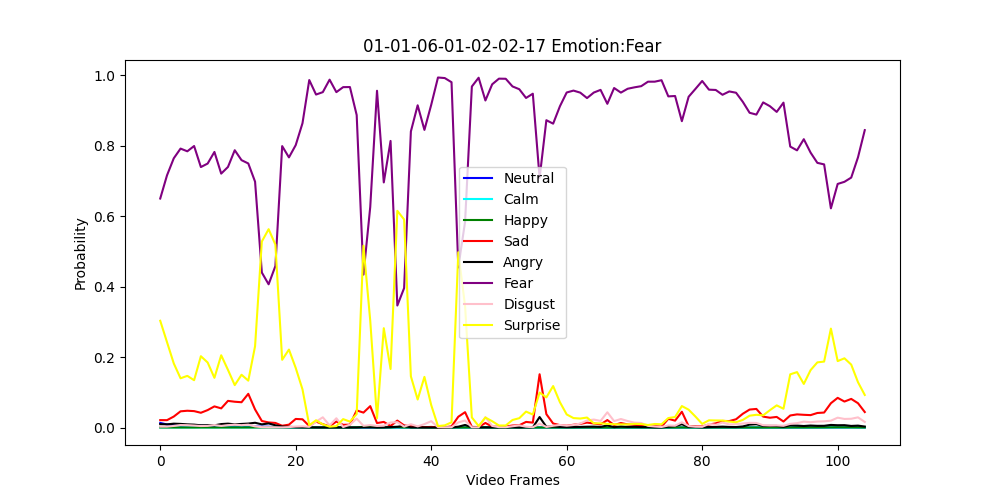 01-01-06-01-02-02-17 Emotion:Fear
1.0
0.8
0.6
0.4
0.2
0.0
Probability
Neutral
Calm
Happy
Sad
Angry
Fear
Disgust
Surprise
0 20 40 60 80 100
Video Frames